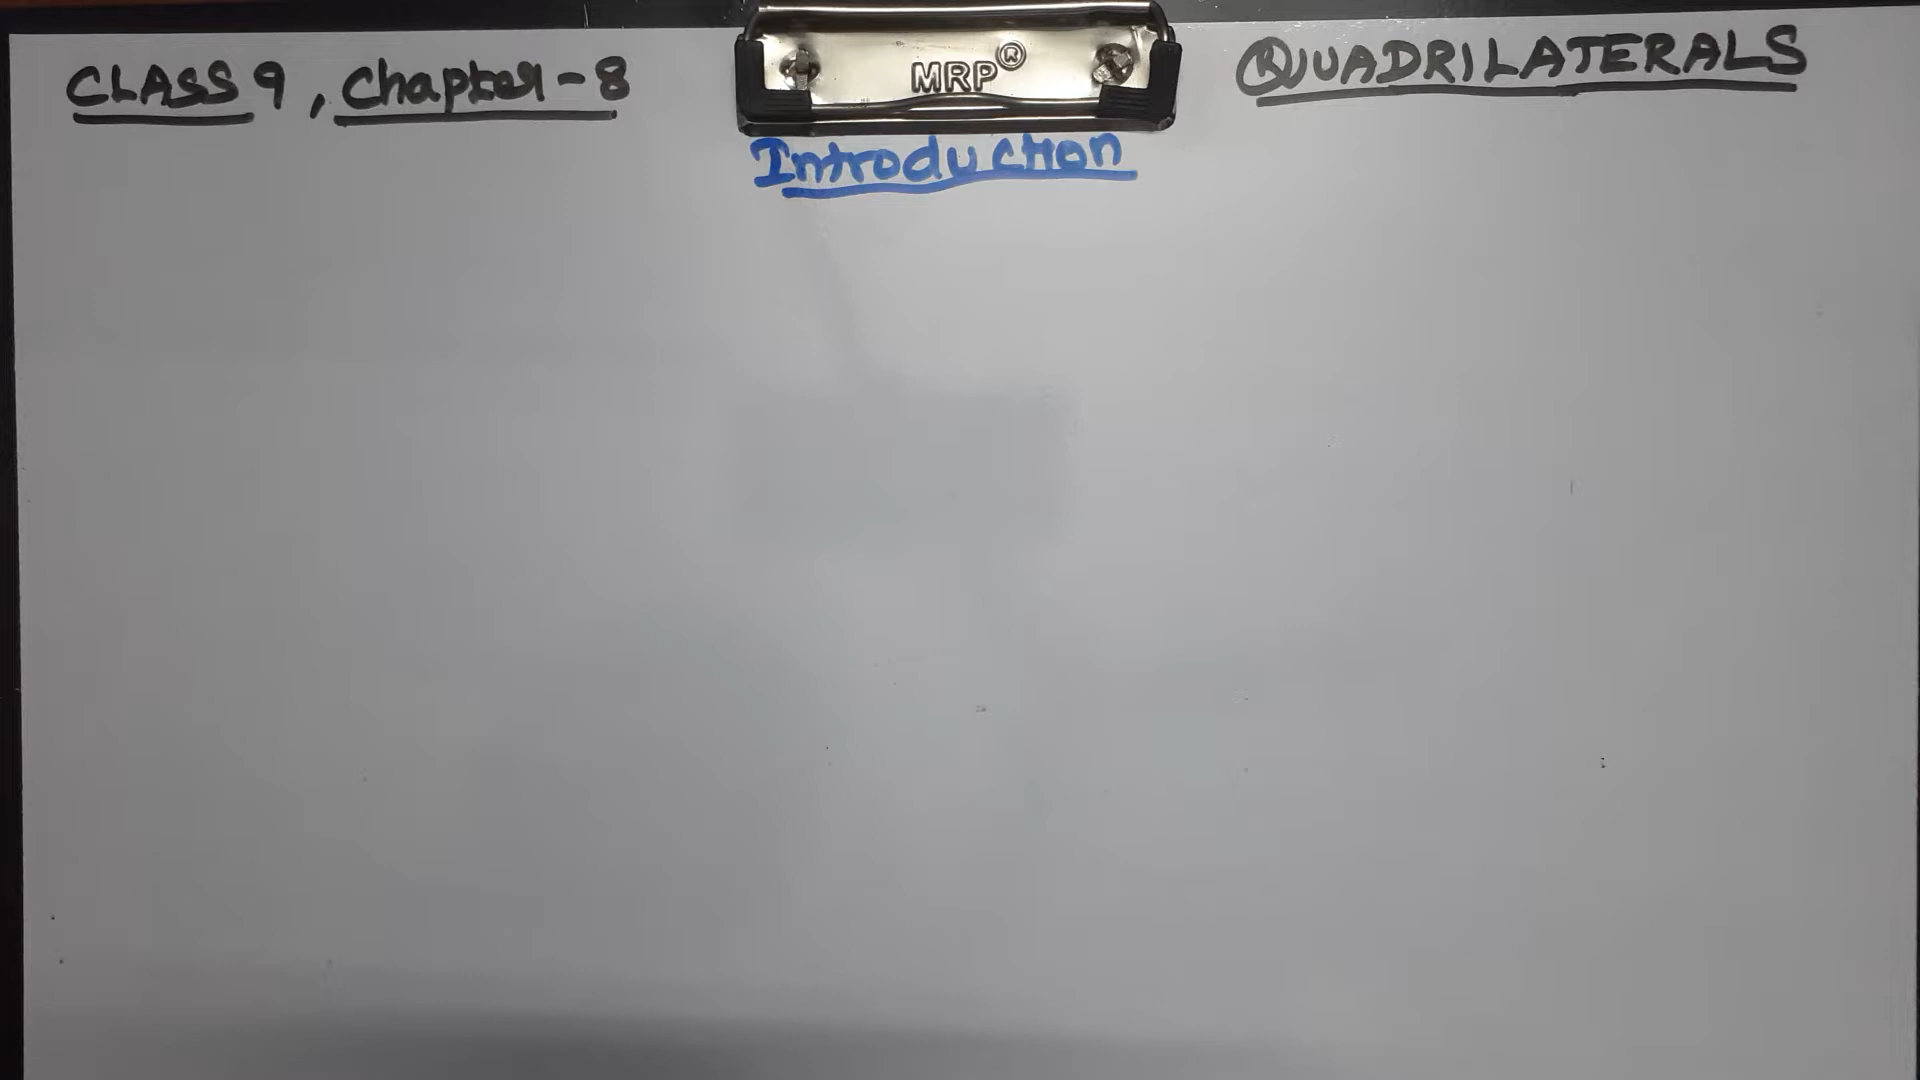 CLASS 9, Chapter-8
MRP®
QUADRILATERALS
Introduction